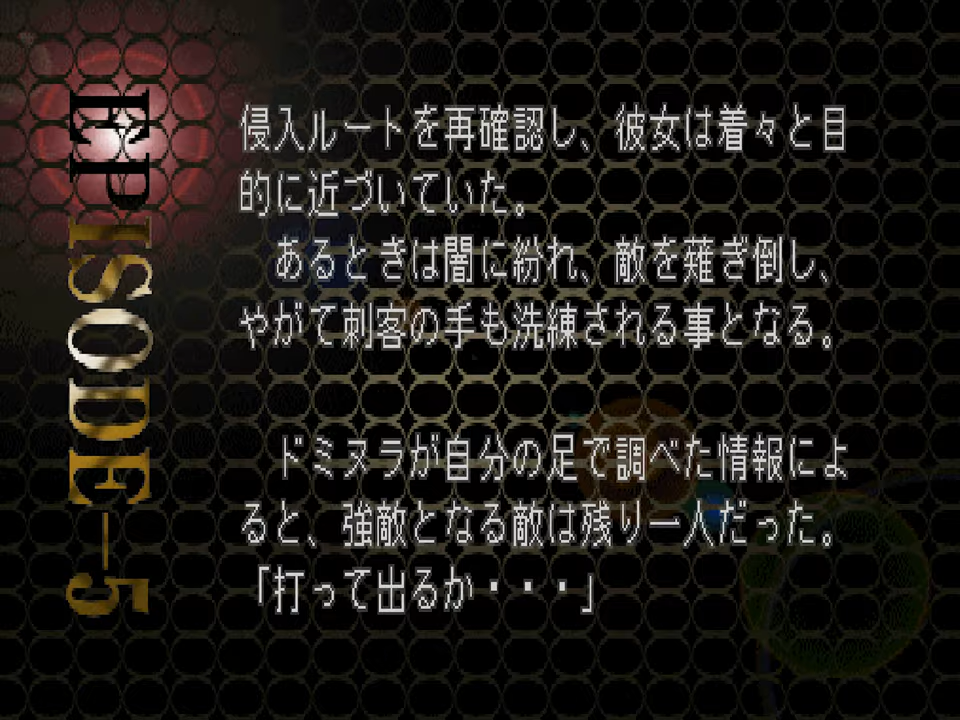 EPISODE-5
侵入ルートを再確認し、彼女は着々と目
的に近づいていた。
　あるときは闇に紛れ、敵を薙ぎ倒し、
やがて刺客の手も洗練される事となる。
　ドミヌラが自分の足で調べた情報によ
ると、強敵となる敵は残り一人だった。
「打って出るか・・・」